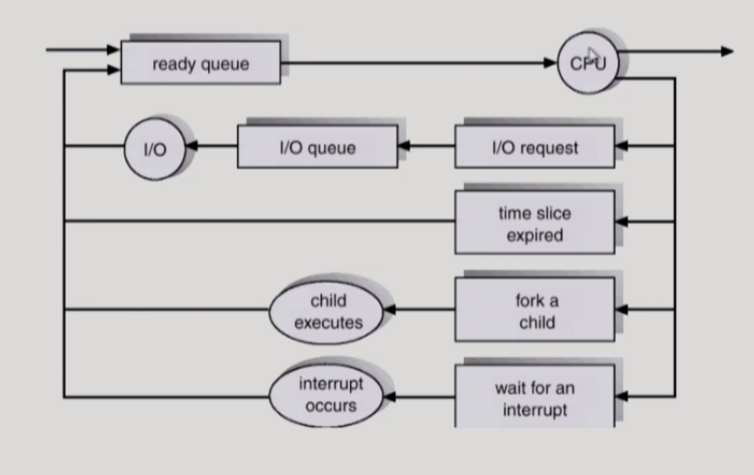 ready queue
CPU
I/O
I/O queue
I/O request
time slice
expired
child
executes
fork a
child
interrupt
occurs
wait for an
interrupt